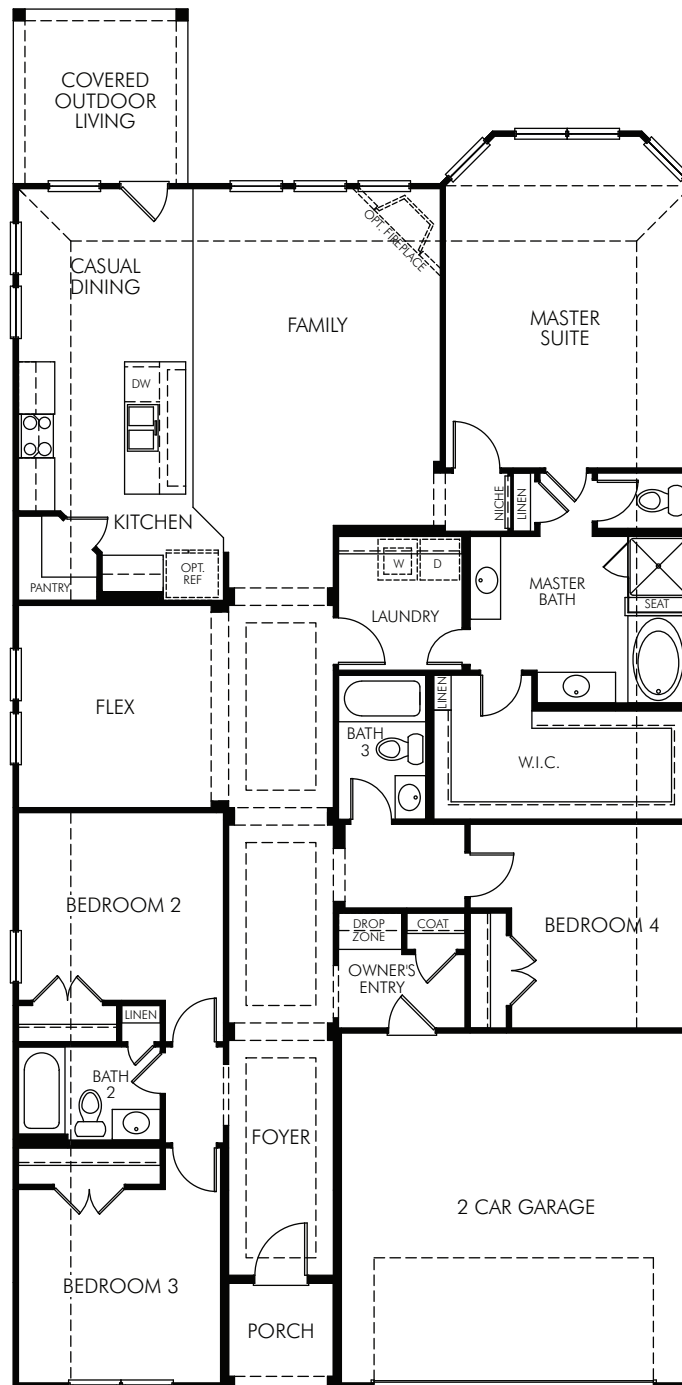 COVERED
OUTDOOR
LIVING
OPT. FIREPLACE
CASUAL
DINING
FAMILY
MASTER
SUITE
DW
NICHE
LINEN
KITCHEN
OPT.
REF
PANTRY
W
D
LAUNDRY
MASTER
BATH
SEAT
FLEX
LINEN
BATH
3
W.I.C.
BEDROOM 2
DROP
ZONE
COAT
BEDROOM 4
OWNER'S
ENTRY
LINEN
BATH
2
FOYER
2 CAR GARAGE
BEDROOM 3
PORCH